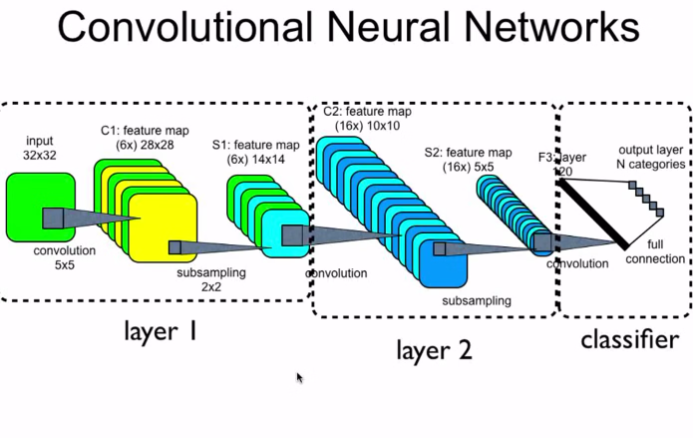 Convolutional Neural Networks
input
32x32
C1: feature map
(6x) 28x28
S1: feature map
(6x) 14x14
C2: feature map
(16x) 10x10
S2: feature map
(16x) 5x5
F3: layer
120
output layer
N categories
convolution
5x5
subsampling
2x2
convolution
subsampling
convolution
full
connection
layer 1
layer 2
classifier